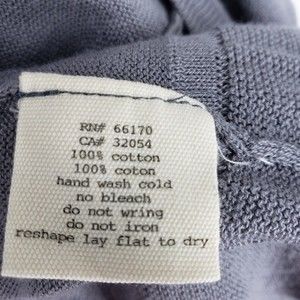 RN# 66170
CA# 32054
100% cotton
100% coton
hand wash cold
no bleach
do not wring
do not iron
reshape lay flat to dry